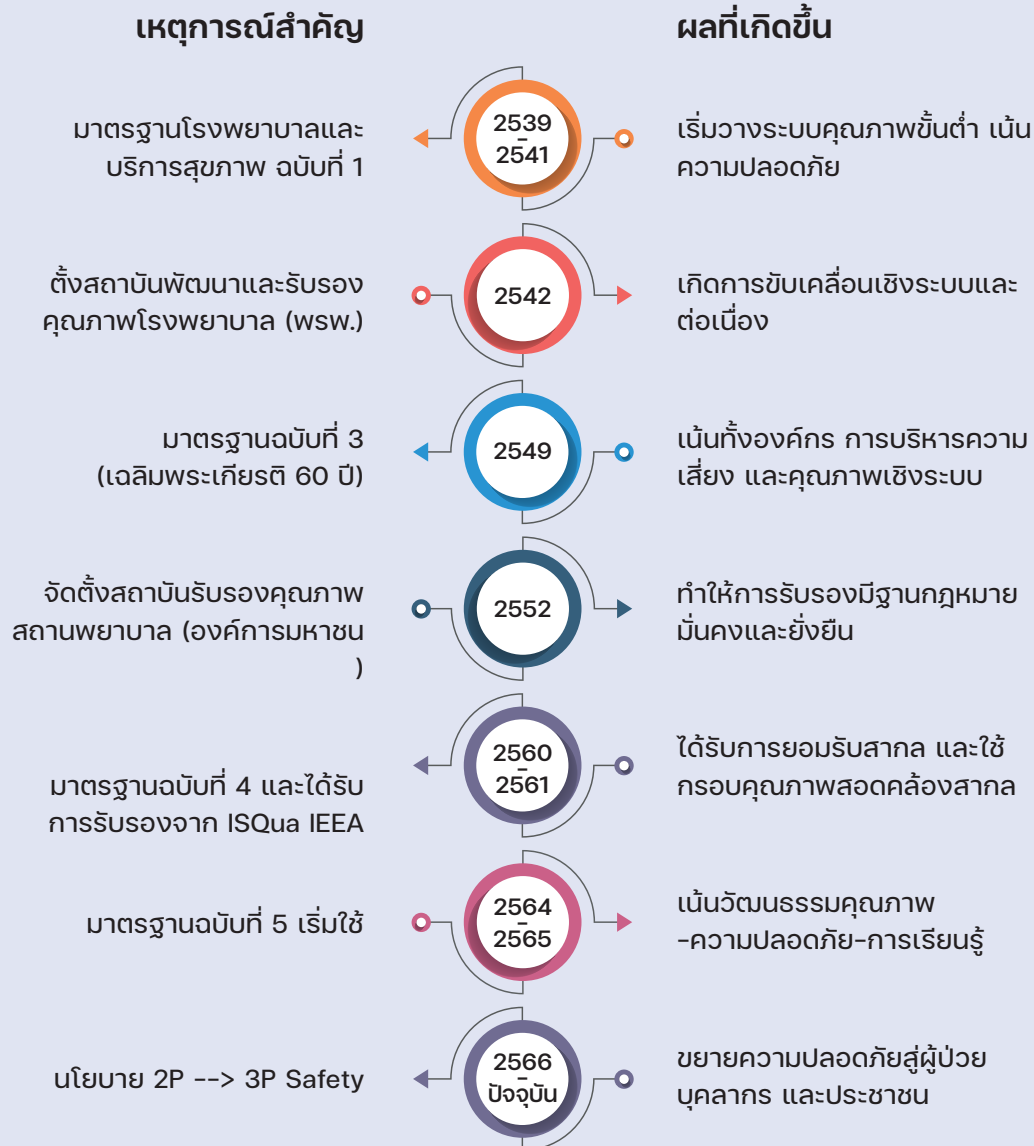 เหตุการณ์สำคัญ
ผลที่เกิดขึ้น
มาตรฐานโรงพยาบาลและ
บริการสุขภาพ ฉบับที่ 1
2539
–
2541
เริ่มวางระบบคุณภาพขั้นต่ำ เน้น
ความปลอดภัย
ตั้งสถาบันพัฒนาและรับรอง
คุณภาพโรงพยาบาล (พรพ.)
2542
เกิดการขับเคลื่อนเชิงระบบและ
ต่อเนื่อง
มาตรฐานฉบับที่ 3
(เฉลิมพระเกียรติ 60 ปี)
2549
เน้นทั้งองค์กร การบริหารความ
เสี่ยง และคุณภาพเชิงระบบ
จัดตั้งสถาบันรับรองคุณภาพ
สถานพยาบาล (องค์การมหาชน
)
2552
ทำให้การรับรองมีฐานกฎหมาย
มั่นคงและยั่งยืน
มาตรฐานฉบับที่ 4 และได้รับ
การรับรองจาก ISQua IEEA
2560
–
2561
ได้รับการยอมรับสากล และใช้
กรอบคุณภาพสอดคล้องสากล
มาตรฐานฉบับที่ 5 เริ่มใช้
2564
–
2565
เน้นวัฒนธรรมคุณภาพ
-ความปลอดภัย-การเรียนรู้
นโยบาย 2P --> 3P Safety
2566
–
ปัจจุบัน
ขยายความปลอดภัยสู่ผู้ป่วย
บุคลากร และประชาชน